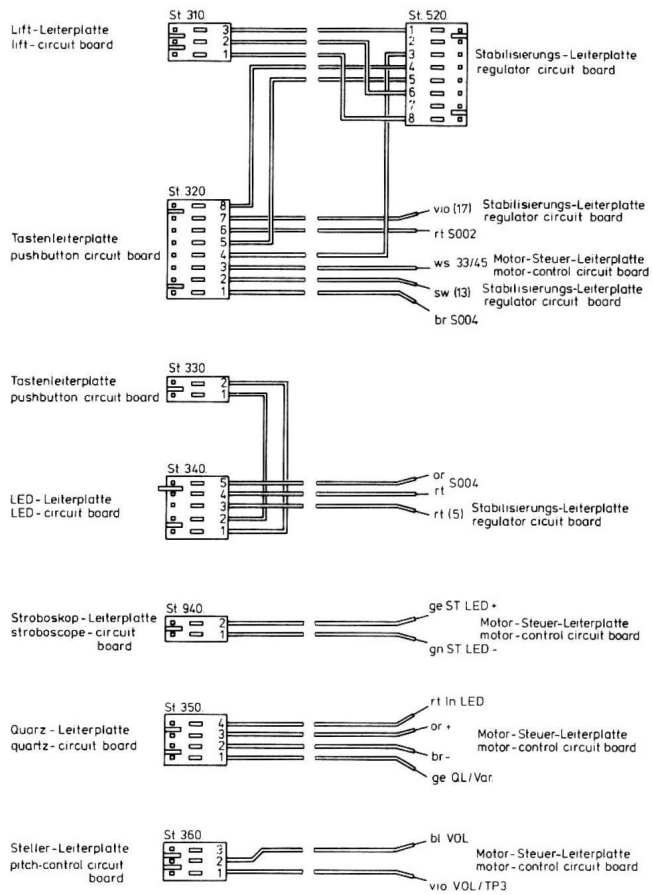 St 310.
St. 520
Lift-Leiterplatte
lift-circuit board
3
2
1
1
2
3
4
5
6
7
8
Stabilisierungs-Leiterplatte
regulator circuit board
St 320
Tastenleiterplatte
pushbutton circuit board
8
7
6
5
4
3
2
1
vio (17)
Stabilisierungs-Leiterplatte
regulator circuit board
rt S002
ws 33/45
Motor-Steuer-Leiterplatte
motor-control circuit board
sw (13)
Stabilisierungs-Leiterplatte
regulator circuit board
br S004
St 330
Tastenleiterplatte
pushbutton circuit board
2
1
St 340.
LED-Leiterplatte
LED-circuit board
5
4
3
2
1
or
S004
rt
rt (5)
Stabilisierungs-Leiterplatte
regulator cicuit board
St 940.
Stroboskop-Leiterplatte
stroboscope-circuit
board
2
1
ge ST LED +
Motor-Steuer-Leiterplatte
motor-control circuit board
gn ST LED -
St 350.
Quarz-Leiterplatte
quartz-circuit board
4
3
2
1
rt In LED
or +
Motor-Steuer-Leiterplatte
motor-control circuit board
br -
ge QL/Var.
St 360
Steller-Leiterplatte
pitch-control circuit
board
3
2
1
bl VOL
Motor-Steuer-Leiterplatte
motor-control circuit board
vio VOL/TP3